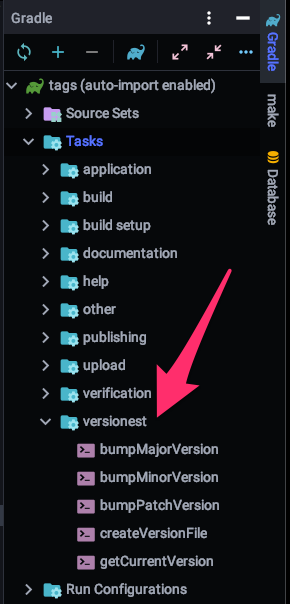 Gradle
tags (auto-import enabled)
Source Sets
Tasks
application
build
build setup
documentation
help
other
publishing
upload
verification
versionest
bumpMajorVersion
bumpMinorVersion
bumpPatchVersion
createVersionFile
getCurrentVersion
Run Configurations
Gradle
make
Database